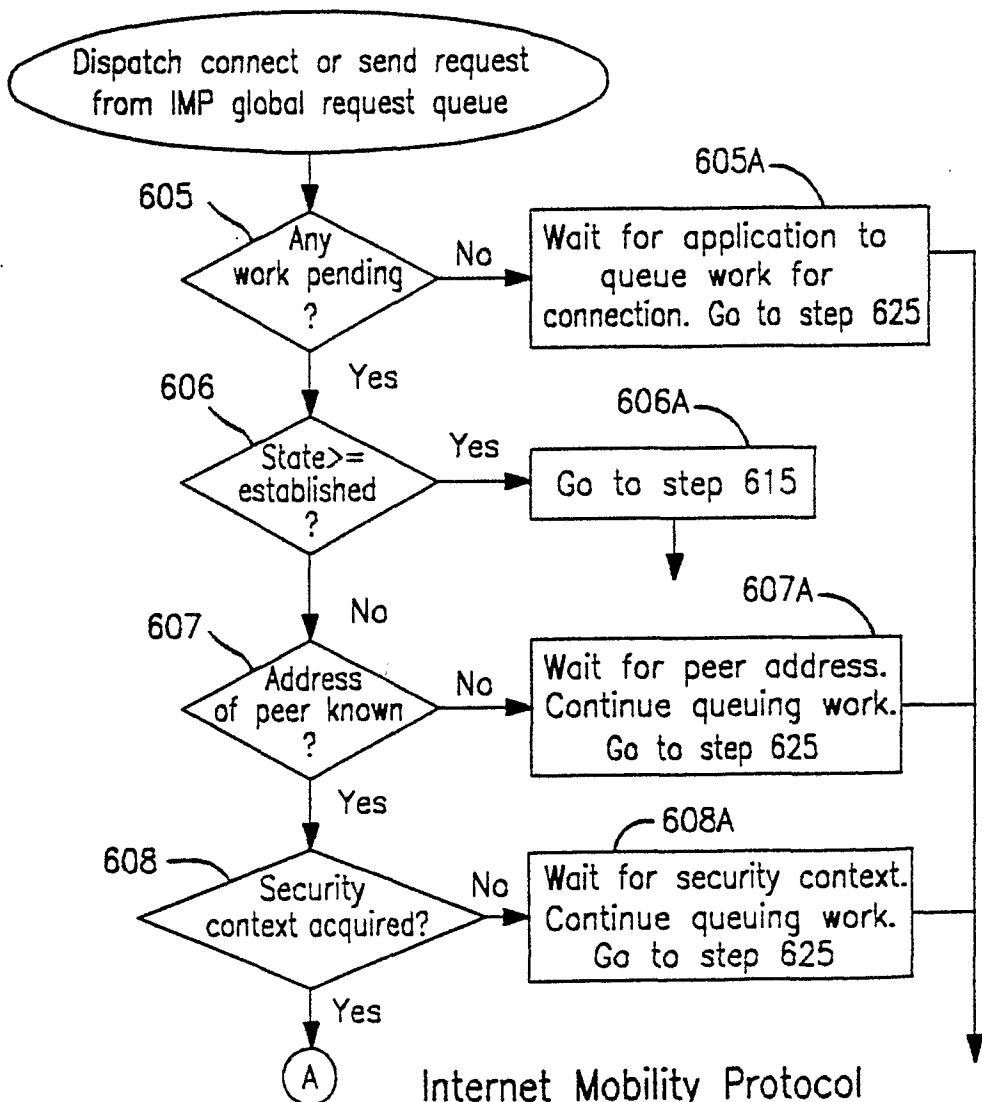 Dispatch connect or send request
from IMP global request queue
605
Any
work pending
?
No
605A
Wait for application to
queue work for
connection. Go to step 625
Yes
606
State>=
established
?
Yes
606A
Go to step 615
No
607
Address
of peer known
?
No
607A
Wait for peer address.
Continue queuing work.
Go to step 625
Yes
608
Security
context acquired?
No
608A
Wait for security context.
Continue queuing work.
Go to step 625
Yes
A
Internet Mobility Protocol